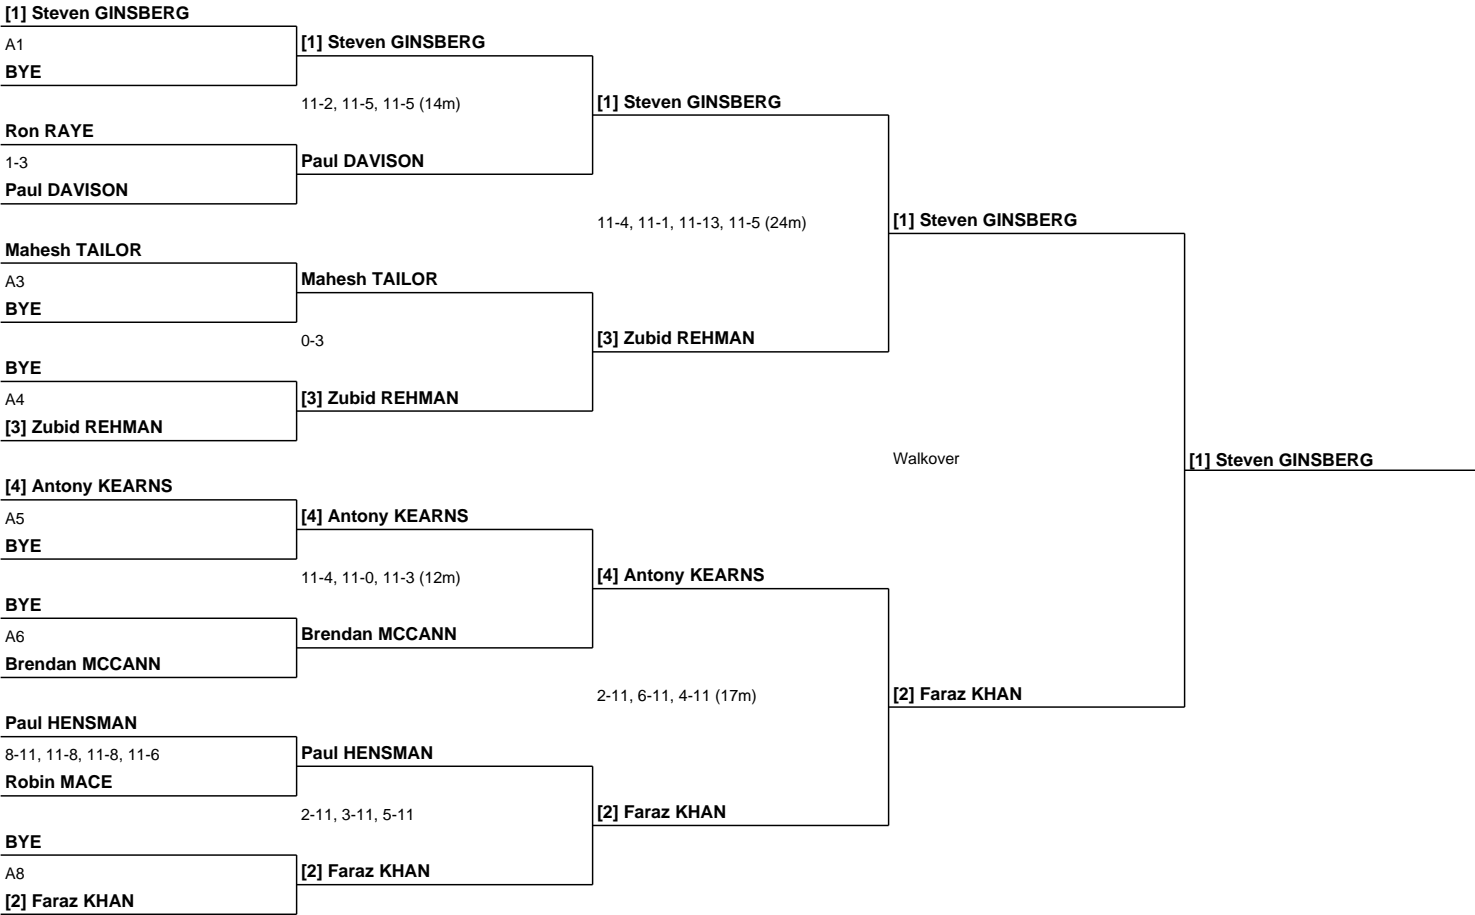 [1] Steven GINSBERG
A1
BYE
Ron RAYE
1-3
Paul DAVISON
Mahesh TAILOR
A3
BYE
BYE
A4
[3] Zubid REHMAN
[4] Antony KEARNS
A5
BYE
BYE
A6
Brendan MCCANN
Paul HENSMAN
8-11, 11-8, 11-8, 11-6
Robin MACE
BYE
A8
[2] Faraz KHAN
[1] Steven GINSBERG
11-2, 11-5, 11-5 (14m)
Paul DAVISON
Mahesh TAILOR
0-3
[3] Zubid REHMAN
[4] Antony KEARNS
11-4, 11-0, 11-3 (12m)
Brendan MCCANN
Paul HENSMAN
2-11, 3-11, 5-11
[2] Faraz KHAN
[1] Steven GINSBERG
11-4, 11-1, 11-13, 11-5 (24m)
[3] Zubid REHMAN
[4] Antony KEARNS
2-11, 6-11, 4-11 (17m)
[2] Faraz KHAN
[1] Steven GINSBERG
Walkover
[2] Faraz KHAN
[1] Steven GINSBERG